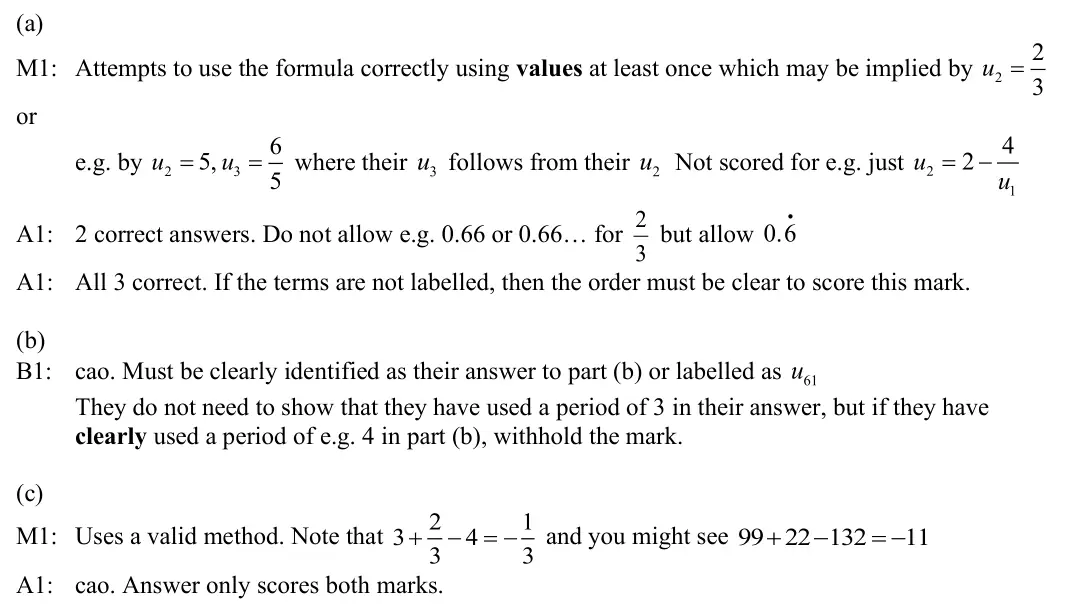 (a)
M1: Attempts to use the formula correctly using values at least once which may be implied by u₂ = 2/3
or
e.g. by u₂ = 5, u₃ = 6/5 where their u₃ follows from their u₂ Not scored for e.g. just u₂ = 2 − 4/u₁
A1: 2 correct answers. Do not allow e.g. 0.66 or 0.66… for 2/3 but allow 0.6̇
A1: All 3 correct. If the terms are not labelled, then the order must be clear to score this mark.
(b)
B1: cao. Must be clearly identified as their answer to part (b) or labelled as u₆₁
They do not need to show that they have used a period of 3 in their answer, but if they have
clearly used a period of e.g. 4 in part (b), withhold the mark.
(c)
M1: Uses a valid method. Note that 3 + 2/3 − 4 = −1/3 and you might see 99 + 22 − 132 = −11
A1: cao. Answer only scores both marks.